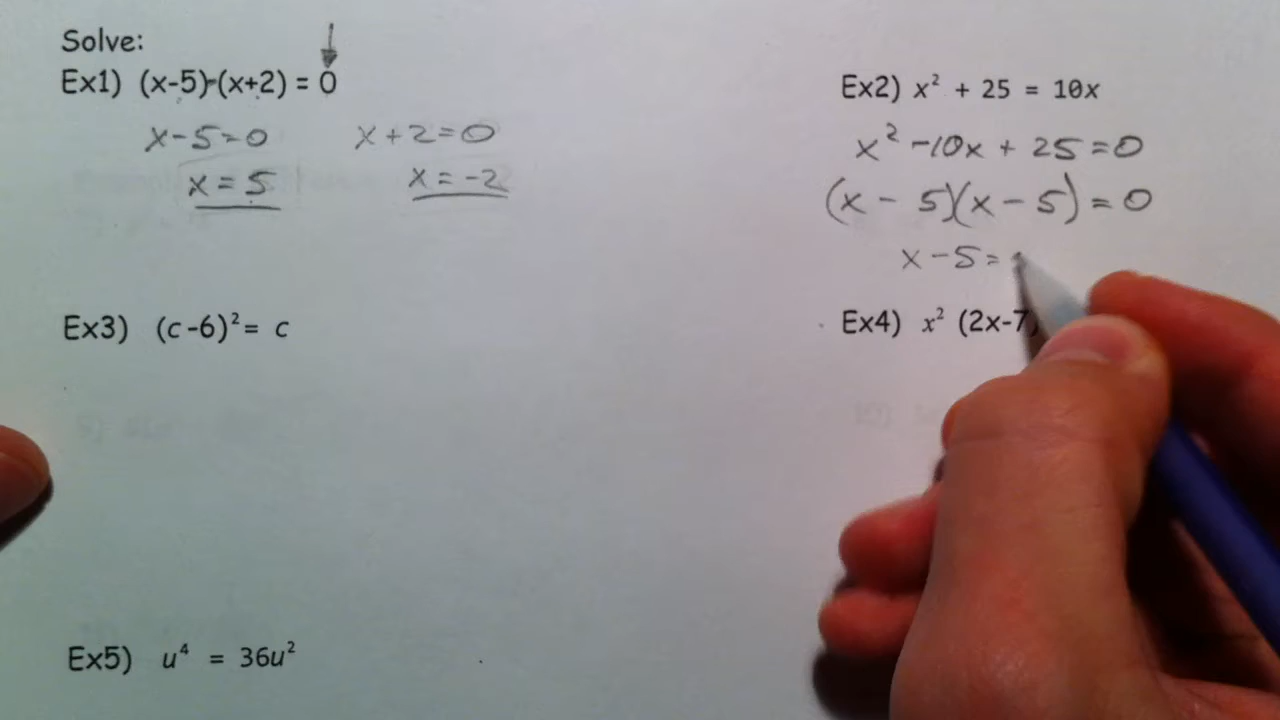 Solve:
Ex1) (x-5)·(x+2) = 0
x-5=0 x+2=0
x=5 x=-2
Ex2) x² + 25 = 10x
x²-10x+25=0
(x-5)(x-5)=0
x-5=
Ex3) (c-6)²= c
Ex4) x² (2x-7)
Ex5) u⁴ = 36u²